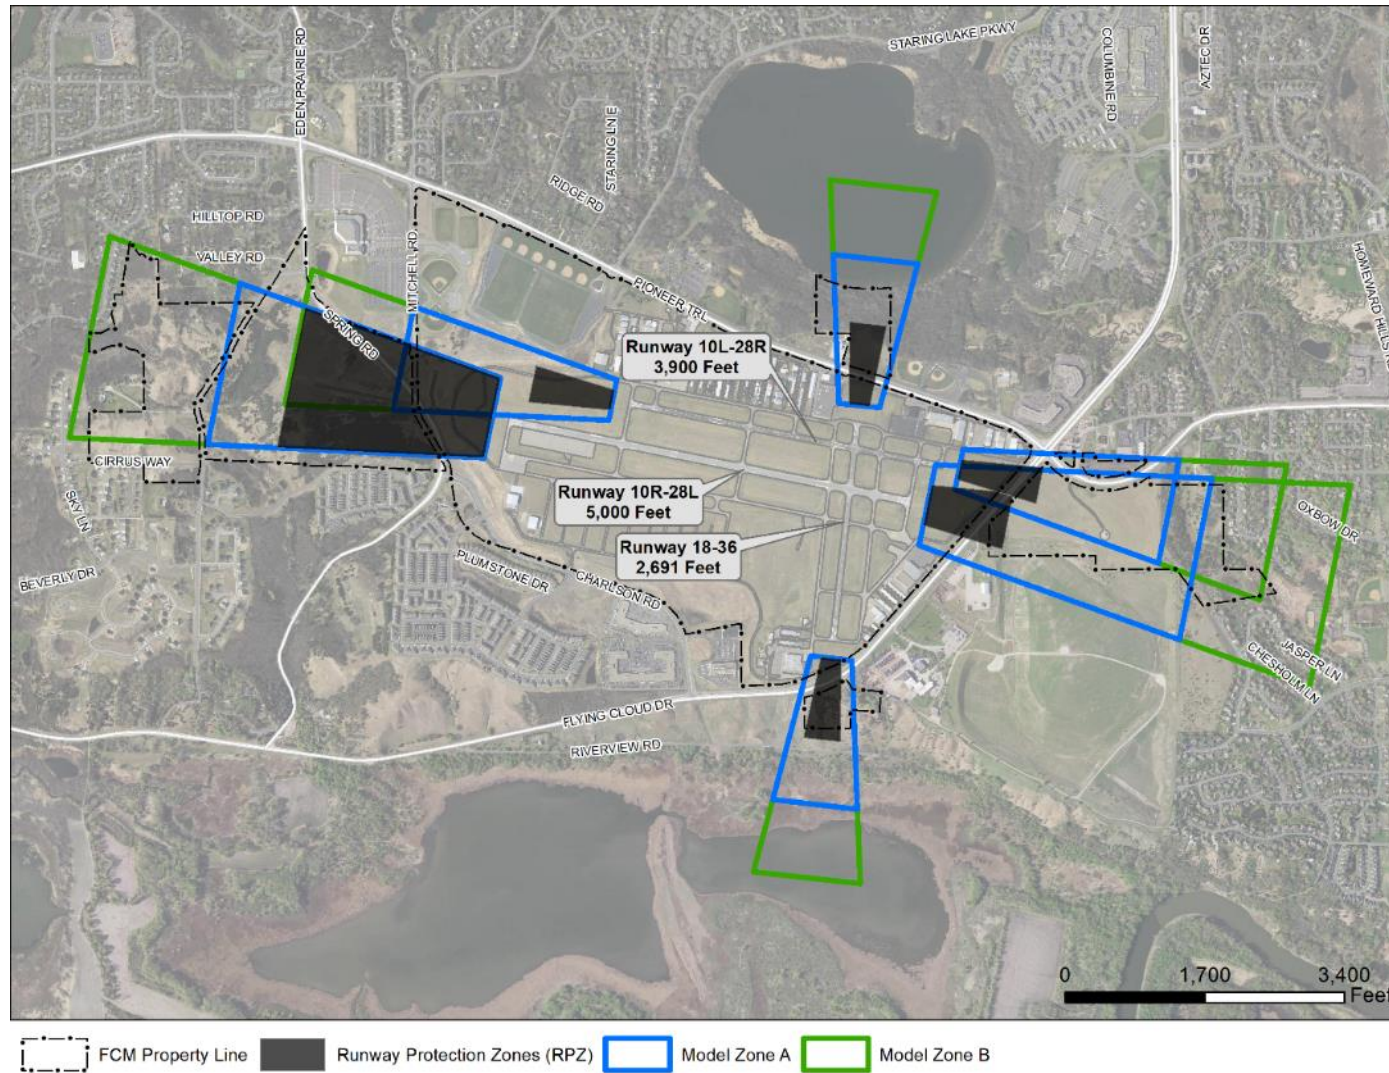 STARING LAKE PKWY
COLUMBINE RD
AZTEC DR
EDEN PRAIRIE RD
STARING LN E
RIDGE RD
HILLTOP RD
VALLEY RD
MITCHELL RD
PIONEER TRL
SPRING RD
Runway 10L-28R
3,900 Feet
Runway 10R-28L
5,000 Feet
Runway 18-36
2,691 Feet
CIRRUS WAY
SKY LN
BEVERLY DR
PLUMSTONE DR
CHARLSON RD
OXBOW DR
JASPER LN
CHESHOLM LN
FLYING CLOUD DR
RIVERVIEW RD
0 1,700 3,400
Feet
FCM Property Line
Runway Protection Zones (RPZ)
Model Zone A
Model Zone B